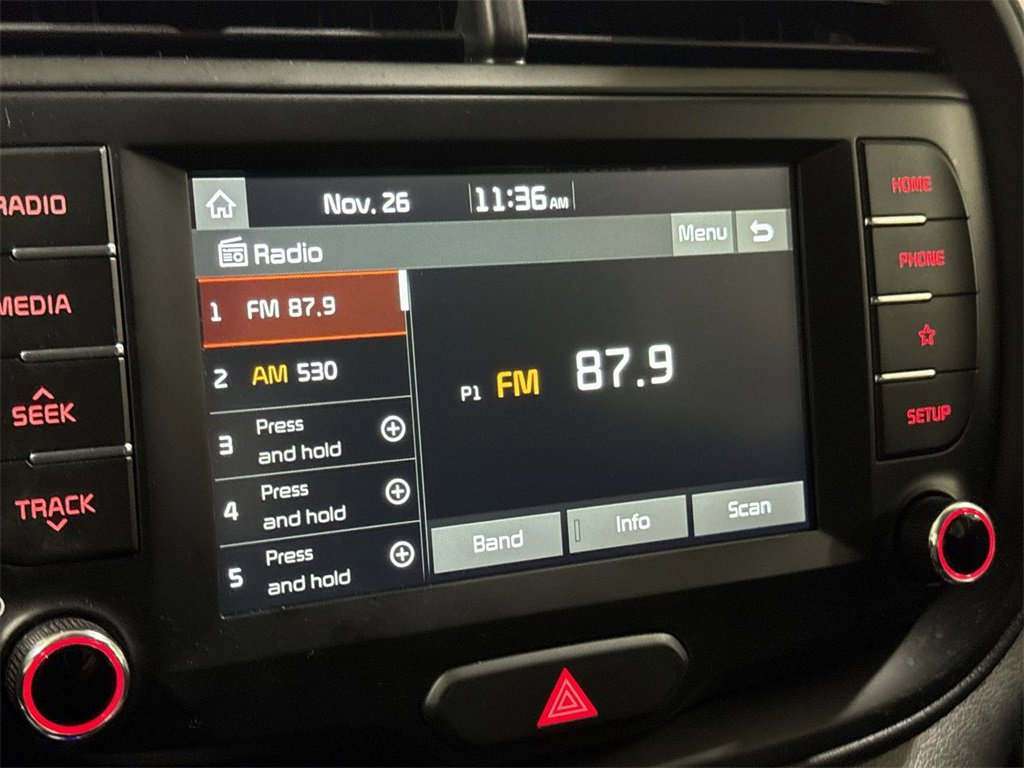 Nov. 26 11:36 AM
Radio
Menu
1 FM 87.9
2 AM 530
3 Press
and hold
4 Press
and hold
5 Press
and hold
P1 FM 87.9
Band Info Scan
RADIO
MEDIA
SEEK
TRACK
HOME
PHONE
SETUP